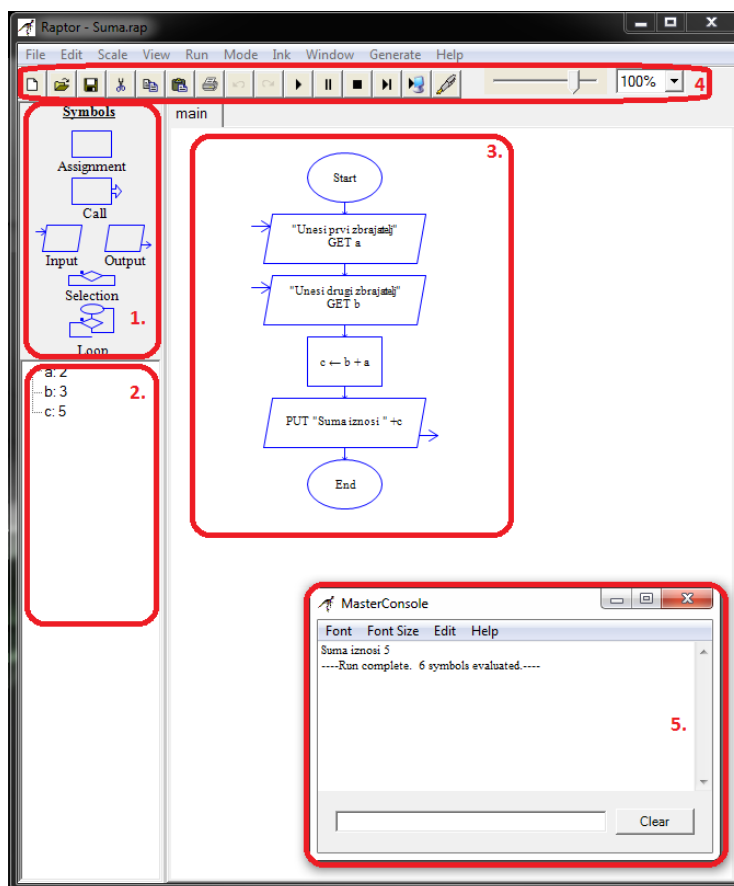 Raptor - Suma.rap
File Edit Scale View Run Mode Ink Window Generate Help
100%
4
Symbols
Assignment
Call
Input Output
Selection
Loop
1.
a: 2
b: 3
c: 5
2.
main
3.
Start
"Unesi prvi zbrajatelj"
GET a
"Unesi drugi zbrajatelj"
GET b
c ← b + a
PUT "Suma iznosi " +c
End
MasterConsole
Font Font Size Edit Help
Suma iznosi 5
----Run complete. 6 symbols evaluated.----
5.
Clear